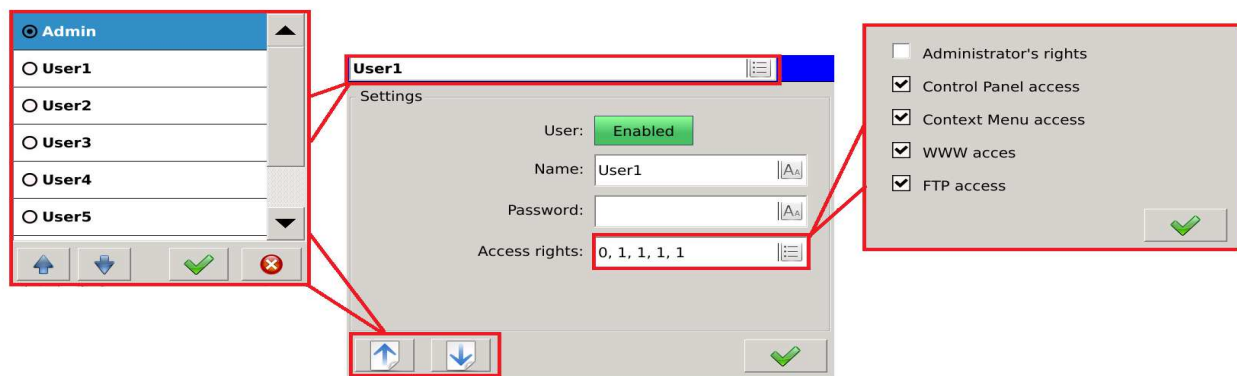 Admin
User1
User2
User3
User4
User5
User1
Settings
User:
Enabled
Name:
User1
Password:
Access rights:
0, 1, 1, 1, 1
Administrator's rights
Control Panel access
Context Menu access
WWW acces
FTP access